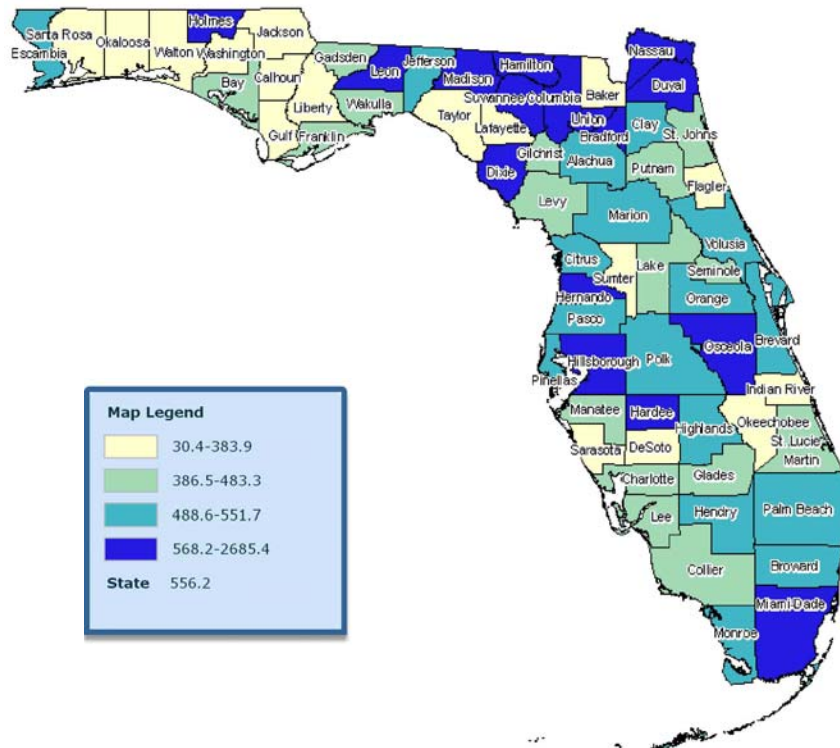 Holmes
Jackson
Santa Rosa
Okaloosa
Walton
Washington
Escambia
Bay
Calhoun
Gadsden
Leon
Jefferson
Madison
Hamilton
Nassau
Duval
Liberty
Wakulla
Suwannee
Columbia
Baker
Gulf
Franklin
Taylor
Lafayette
Union
Bradford
Clay
St. Johns
Dixie
Gilchrist
Alachua
Putnam
Flagler
Levy
Marion
Volusia
Citrus
Sumter
Lake
Seminole
Hernando
Orange
Pasco
Brevard
Pinellas
Hillsborough
Polk
Osceola
Indian River
Manatee
Hardee
Highlands
Okeechobee
St. Lucie
Sarasota
DeSoto
Martin
Charlotte
Glades
Lee
Hendry
Palm Beach
Collier
Broward
Monroe
Miami-Dade
Map Legend
30.4-383.9
386.5-483.3
488.6-551.7
568.2-2685.4
State 556.2